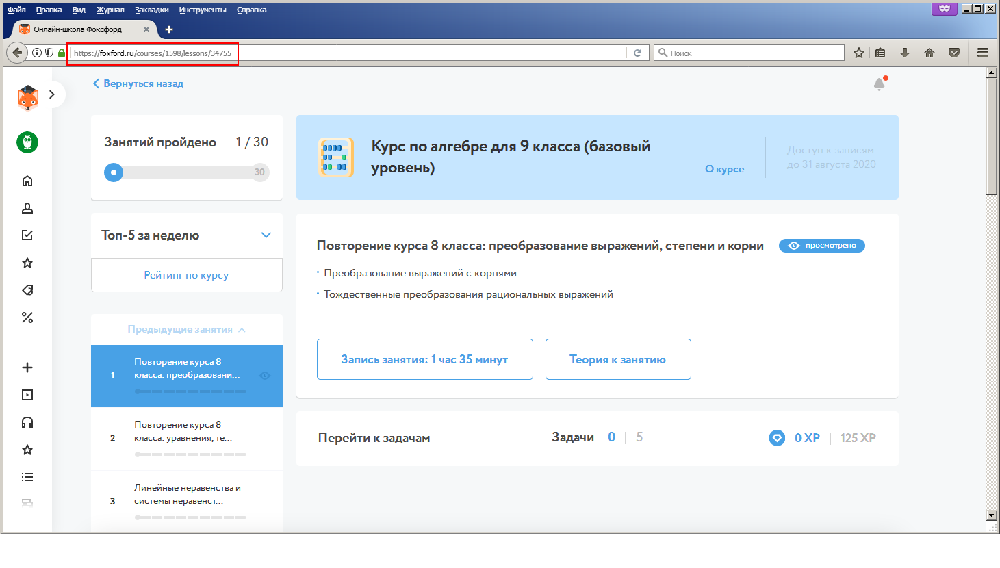 Файл Правка Вид Журнал Закладки Инструменты Справка
Онлайн-школа Фоксфорд
https://foxford.ru/courses/1598/lessons/34755
Поиск
Вернуться назад
Занятий пройдено 1 / 30
30
Топ-5 за неделю
Рейтинг по курсу
Предыдущие занятия
1
Повторение курса 8
класса: преобразовани...
2
Повторение курса 8
класса: уравнения, те...
3
Линейные неравенства и
системы неравенст...
Курс по алгебре для 9 класса (базовый
уровень)
О курсе
Доступ к записям
до 31 августа 2020
Повторение курса 8 класса: преобразование выражений, степени и корни
просмотрено
Преобразование выражений с корнями
Тождественные преобразования рациональных выражений
Запись занятия: 1 час 35 минут
Теория к занятию
Перейти к задачам
Задачи 0 | 5
0 XP | 125 XP